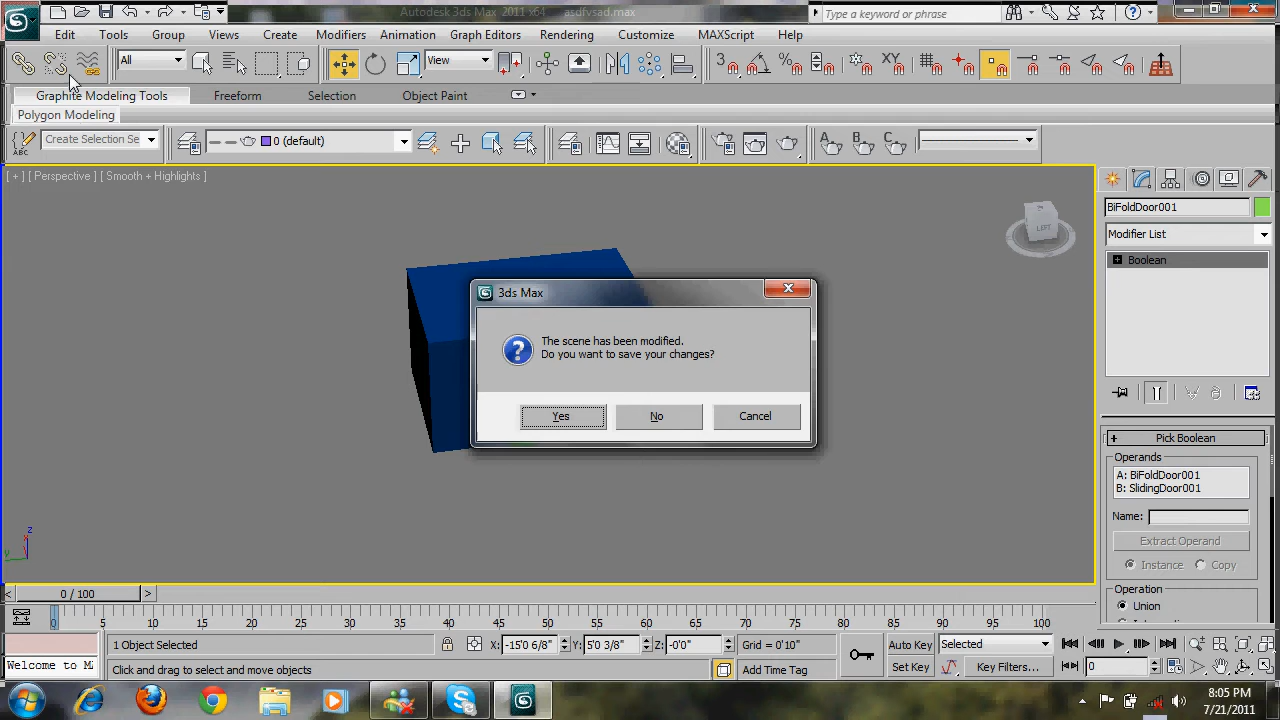 Autodesk 3ds Max 2011 x64 asdfvsad.max
Type a keyword or phrase
Edit Tools Group Views Create Modifiers Animation Graph Editors Rendering Customize MAXScript Help
All View 3 XY
Graphite Modeling Tools Freeform Selection Object Paint
Polygon Modeling
ABC Create Selection Se 0 (default) A B C
[ + ] [ Perspective ] [ Smooth + Highlights ]
LEFT
BiFoldDoor001
Modifier List
Boolean
3ds Max
The scene has been modified.
Do you want to save your changes?
Yes No Cancel
Pick Boolean
Operands
A: BiFoldDoor001
B: SlidingDoor001
Name:
Extract Operand
Instance Copy
Operation
Union
z
y
0 / 100
0 5 10 15 20 25 30 35 40 45 50 55 60 65 70 75 80 85 90 95 100
1 Object Selected X: -15'0 6/8" Y: 5'0 3/8" Z: -0'0" Grid = 0'10" Auto Key Selected
Welcome to M Click and drag to select and move objects Add Time Tag Set Key Key Filters... 0
8:05 PM
7/21/2011